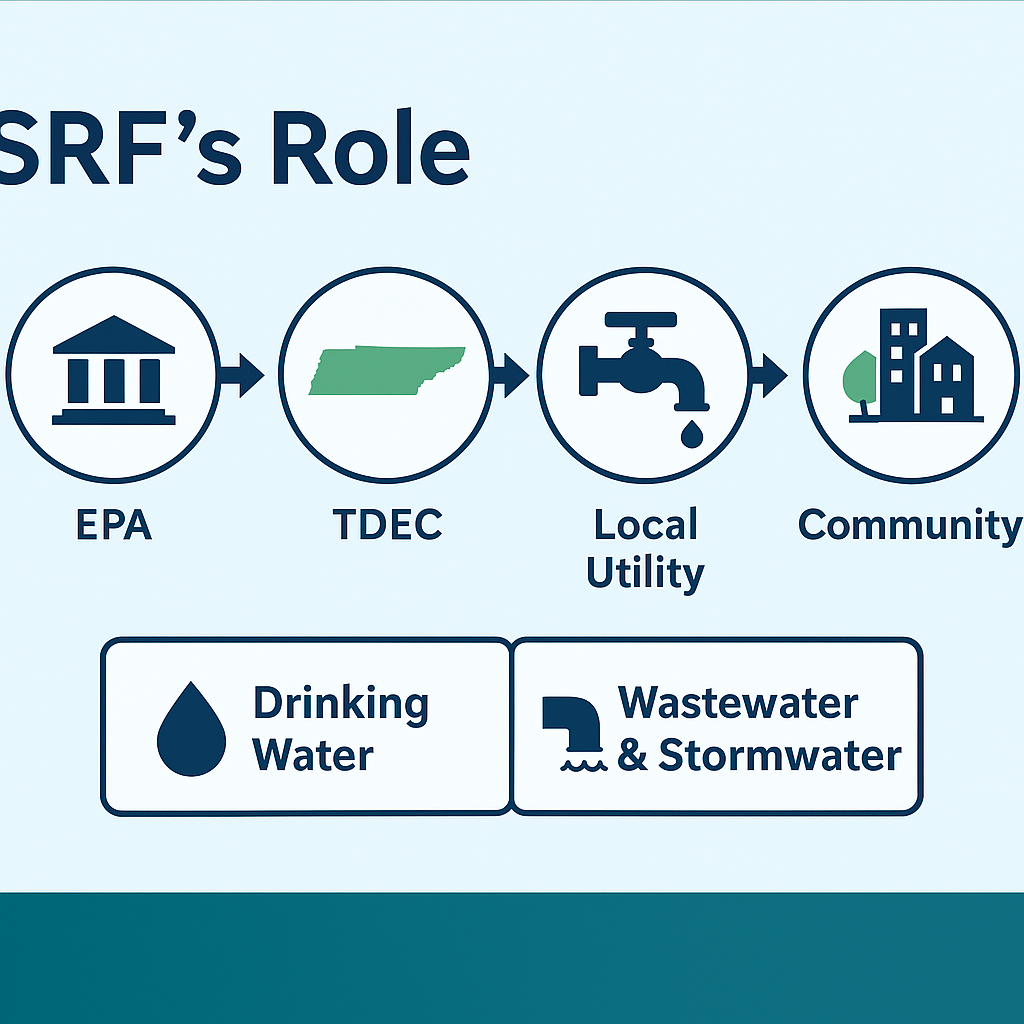 SRF's Role
EPA
TDEC
Local
Utility
Community
Drinking
Water
Wastewater
& Stormwater